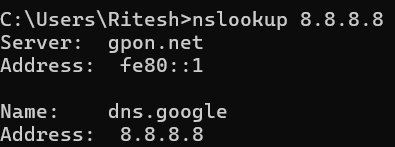 C:\Users\Ritesh>nslookup 8.8.8.8
Server:  gpon.net
Address:  fe80::1

Name:    dns.google
Address:  8.8.8.8